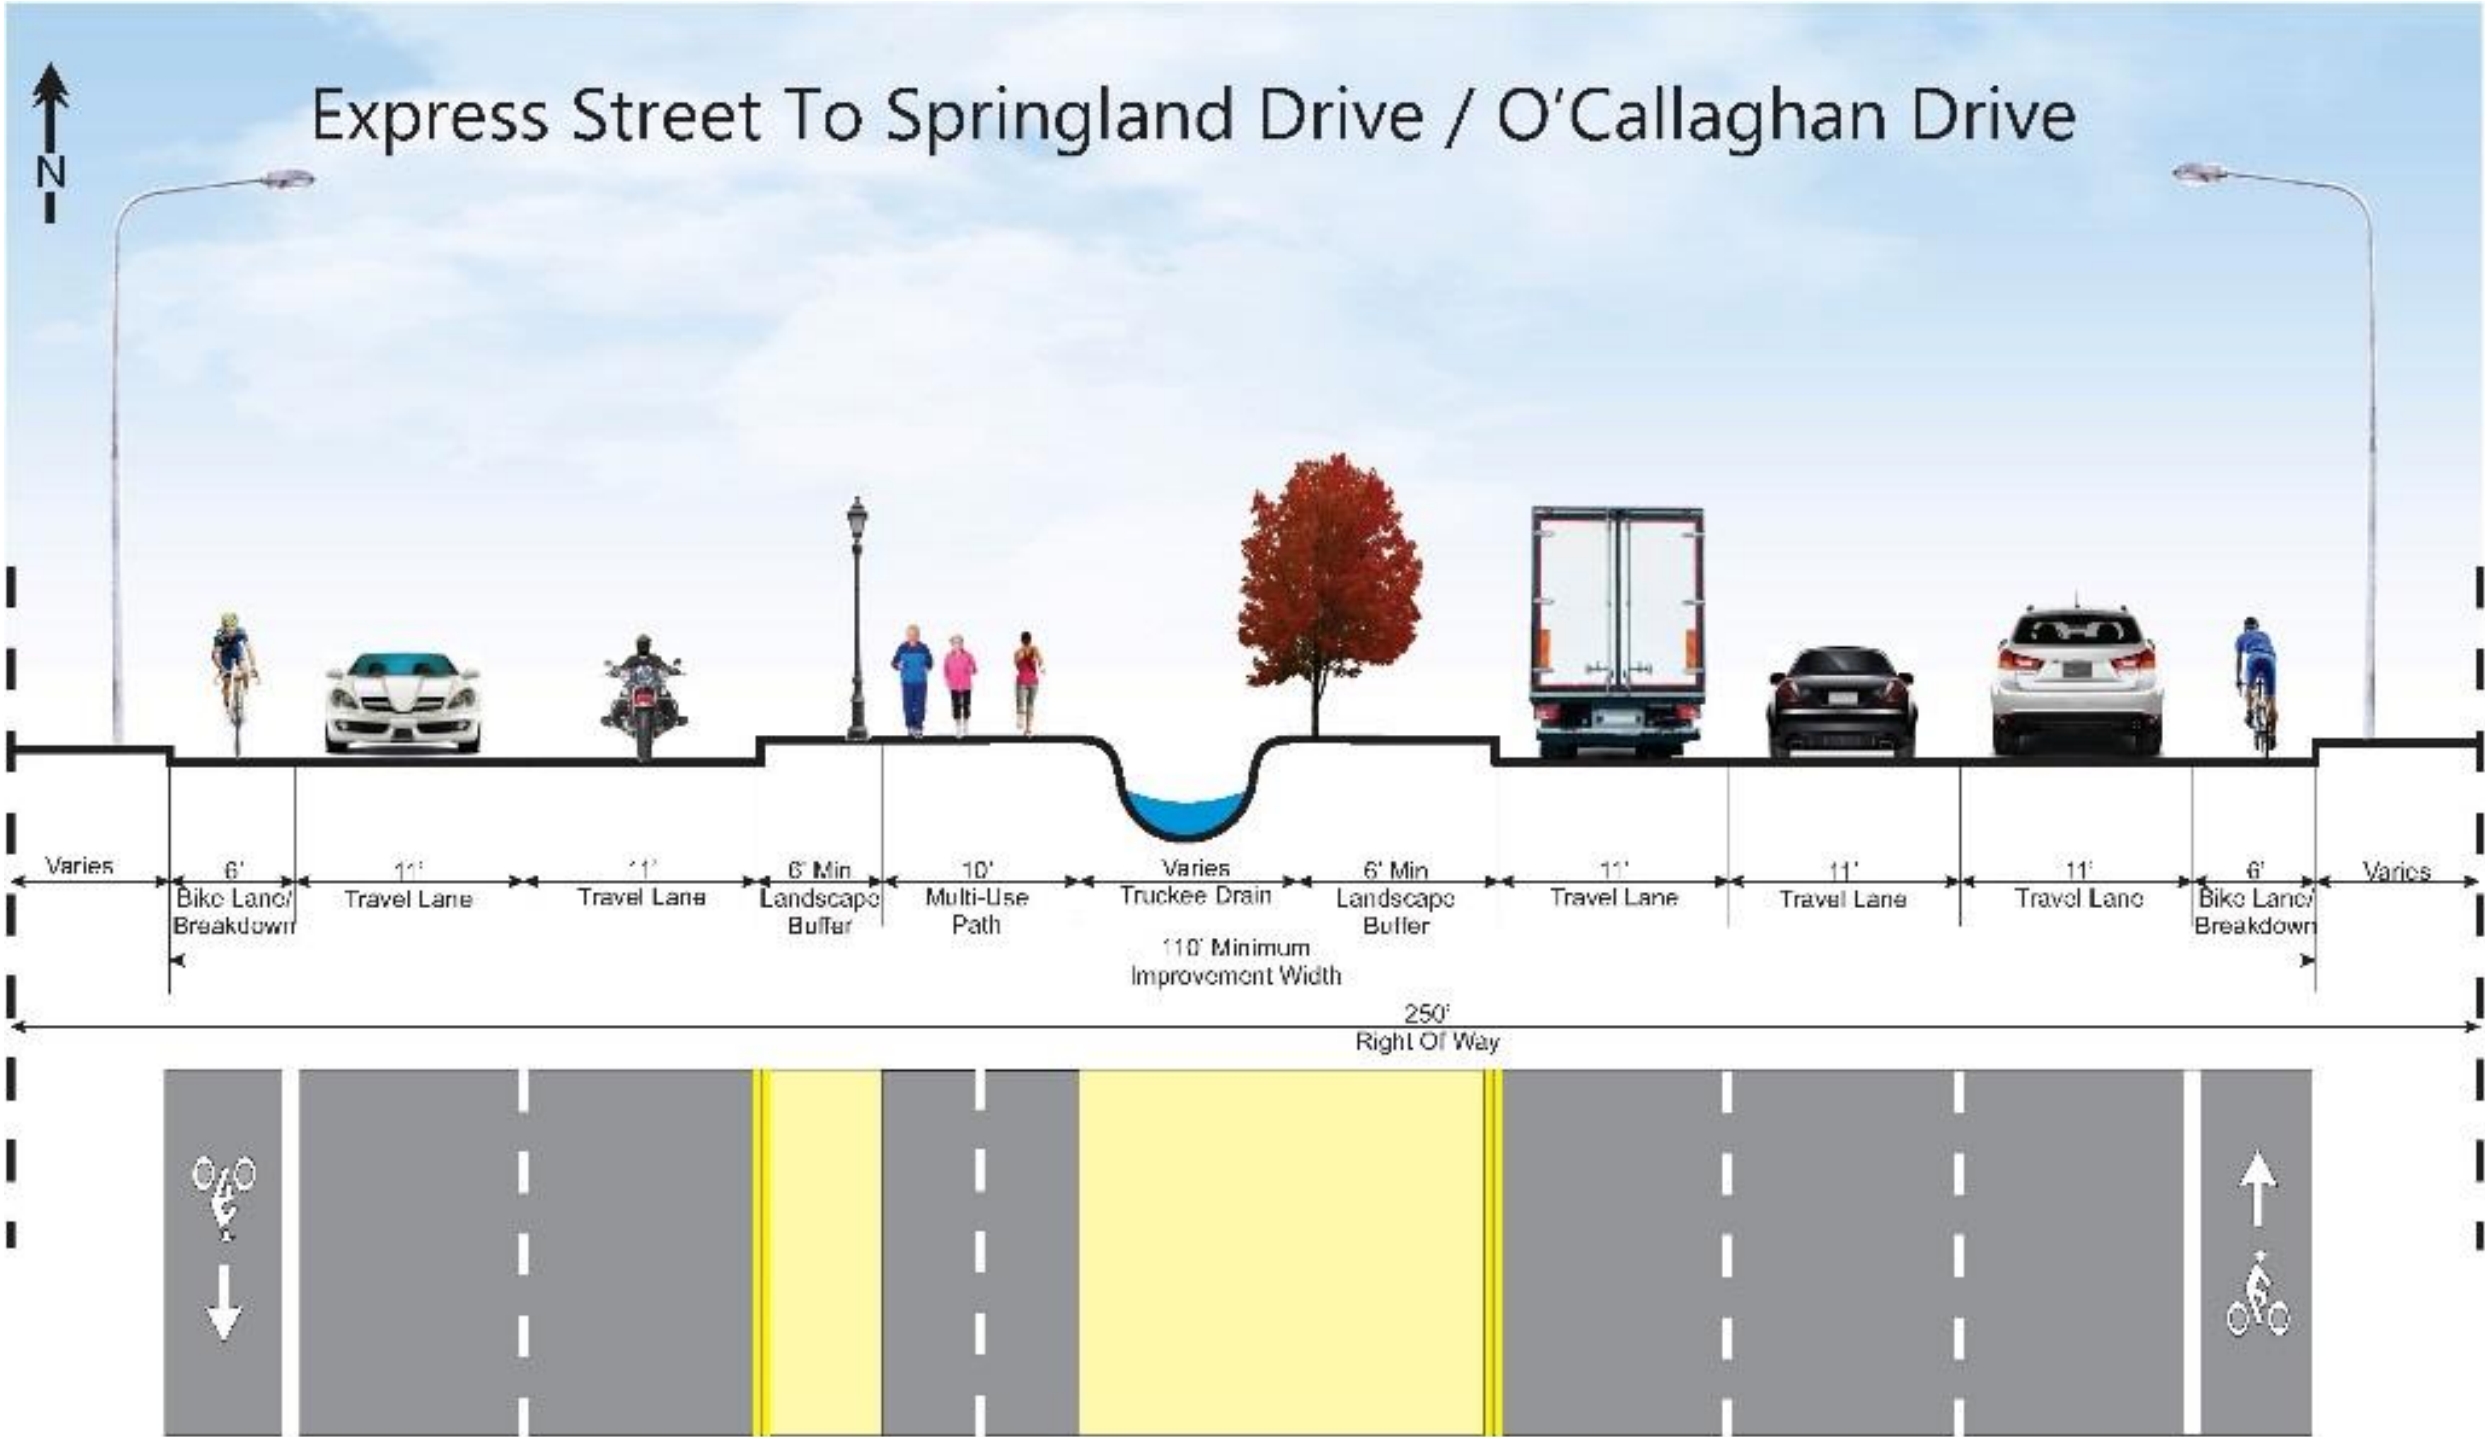 Express Street To Springland Drive / O'Callaghan Drive
N
Varies
6'
Bike Lane/
Breakdown
11'
Travel Lane
11'
Travel Lane
6' Min
Landscape
Buffer
10'
Multi-Use
Path
Varies
Truckee Drain
6' Min
Landscape
Buffer
11'
Travel Lane
11'
Travel Lane
11'
Travel Lane
6'
Bike Lane/
Breakdown
Varies
110' Minimum
Improvement Width
250'
Right Of Way